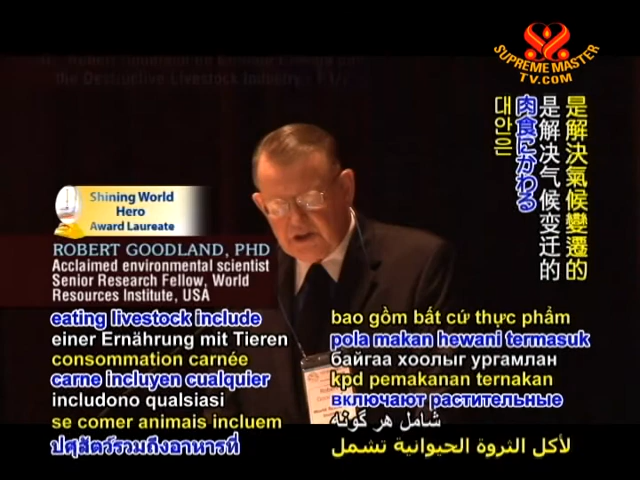 the Destructive Livestock Industry
SUPREME MASTER
TV.COM
是解決氣候變遷的
是解决气候变迁的
肉食にかわる
대안은
Shining World
Hero
Award Laureate
ROBERT GOODLAND, PHD
Acclaimed environmental scientist
Senior Research Fellow, World
Resources Institute, USA
eating livestock include
einer Ernährung mit Tieren
consommation carnée
carne incluyen cualquier
includono qualsiasi
se comer animais incluem
ปศุสัตว์รวมถึงอาหารที่
bao gồm bất cứ thực phẩm
pola makan hewani termasuk
байгаа хоолыг ургамлан
kpd pemakanan ternakan
включают растительные
شامل هر گونه
لأكل الثروة الحيوانية تشمل